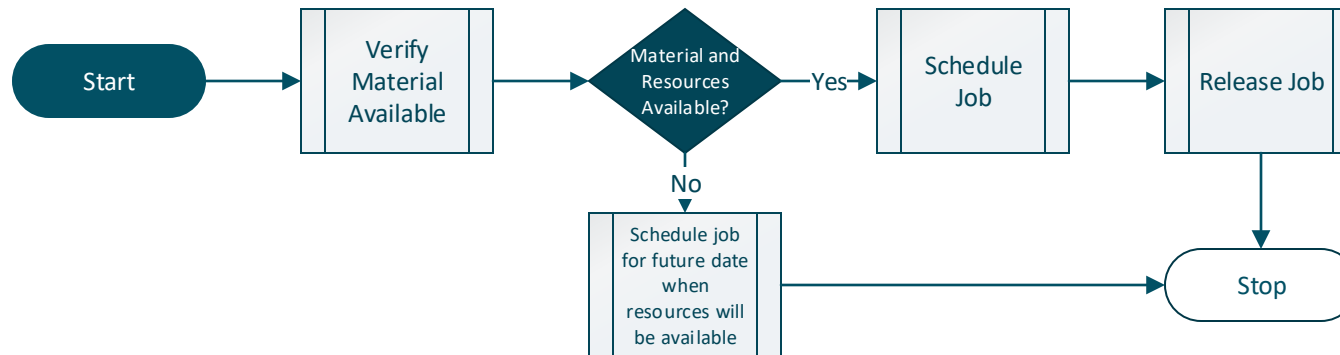 Start
Verify
Material
Available
Material and
Resources
Available?
Yes
Schedule
Job
Release Job
No
Schedule job
for future date
when
resources will
be available
Stop